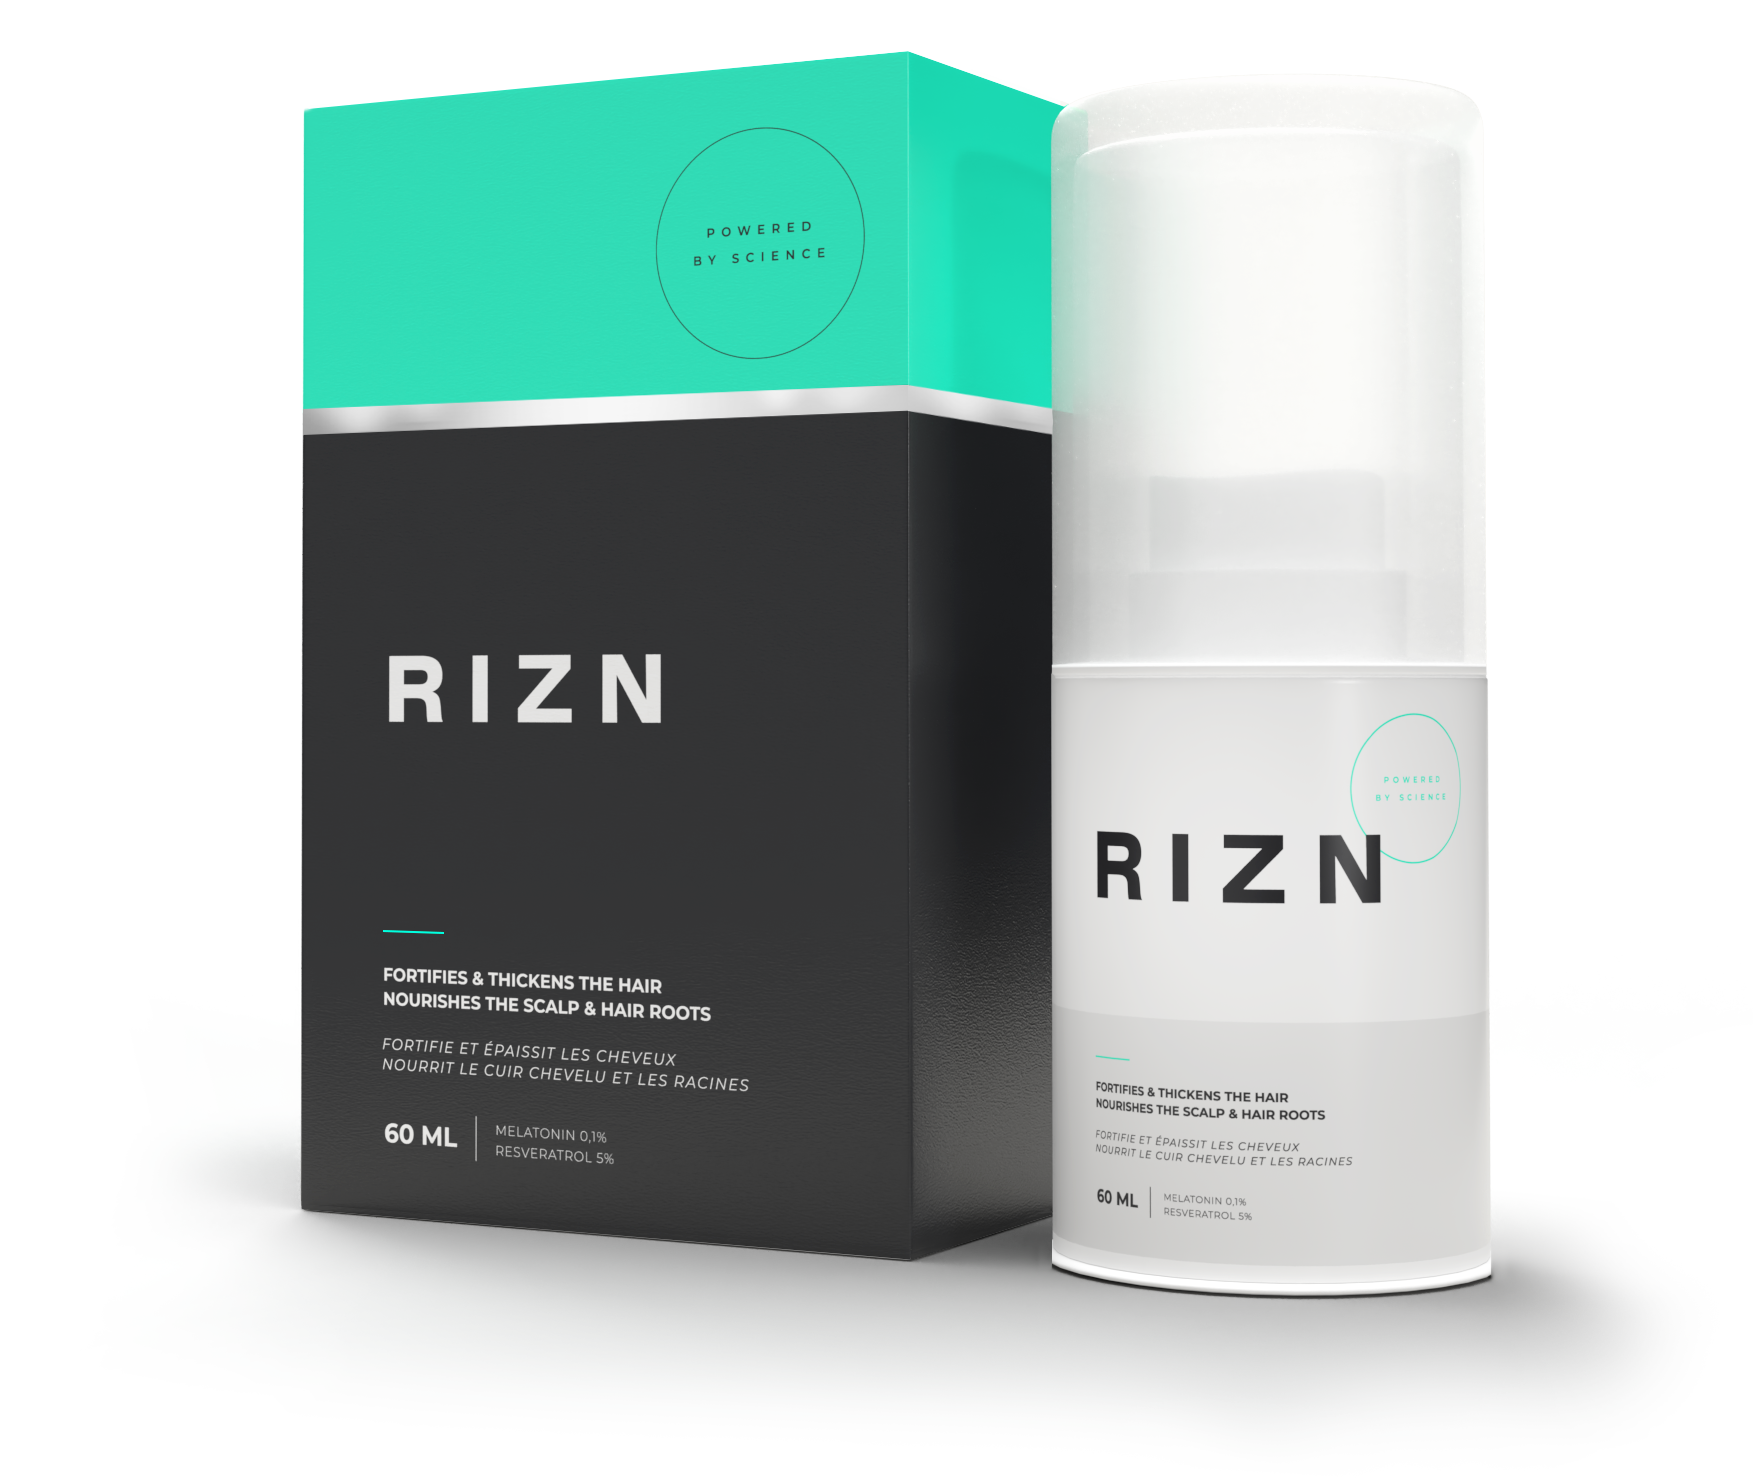 POWERED
BY SCIENCE
RIZN
FORTIFIES & THICKENS THE HAIR
NOURISHES THE SCALP & HAIR ROOTS
FORTIFIE ET ÉPAISSIT LES CHEVEUX
NOURRIT LE CUIR CHEVELU ET LES RACINES
60 ML
MELATONIN 0,1%
RESVERATROL 5%
POWERED
BY SCIENCE
RIZN
FORTIFIES & THICKENS THE HAIR
NOURISHES THE SCALP & HAIR ROOTS
FORTIFIE ET ÉPAISSIT LES CHEVEUX
NOURRIT LE CUIR CHEVELU ET LES RACINES
60 ML
MELATONIN 0,1%
RESVERATROL 5%